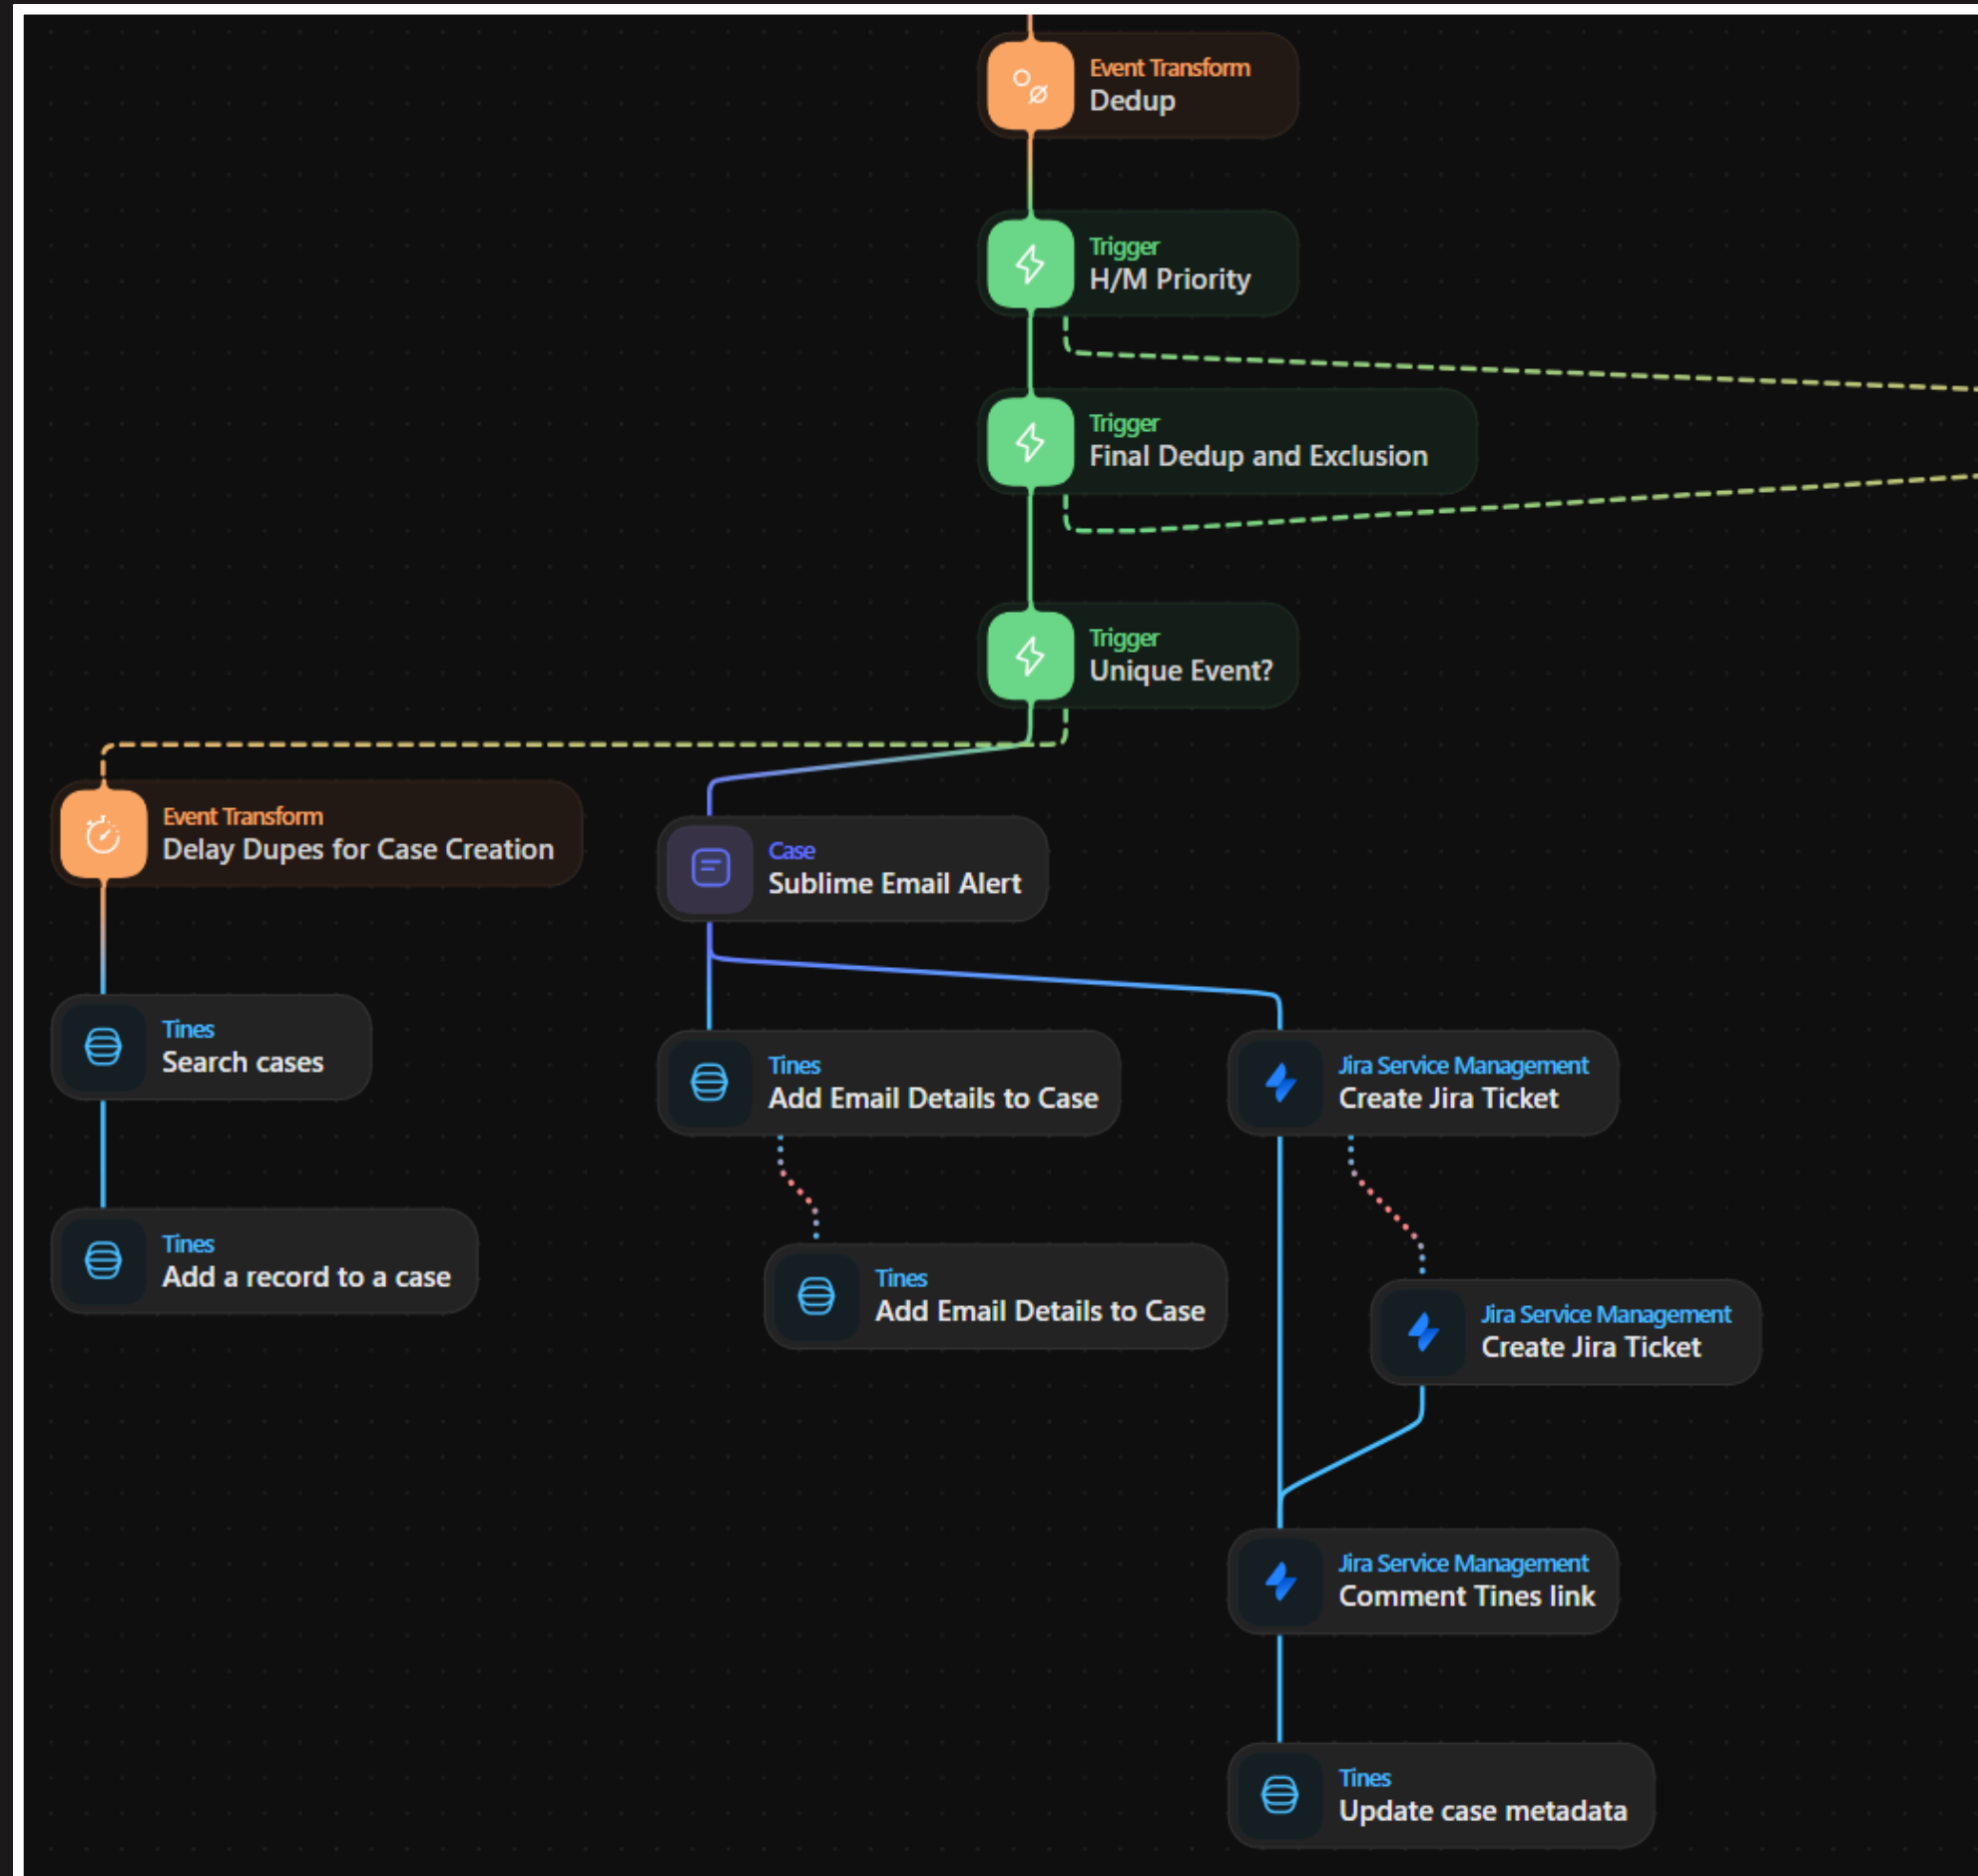 Event Transform
Dedup
Trigger
H/M Priority
Trigger
Final Dedup and Exclusion
Trigger
Unique Event?
Event Transform
Delay Dupes for Case Creation
Case
Sublime Email Alert
Tines
Search cases
Tines
Add Email Details to Case
Jira Service Management
Create Jira Ticket
Tines
Add a record to a case
Tines
Add Email Details to Case
Jira Service Management
Create Jira Ticket
Jira Service Management
Comment Tines link
Tines
Update case metadata